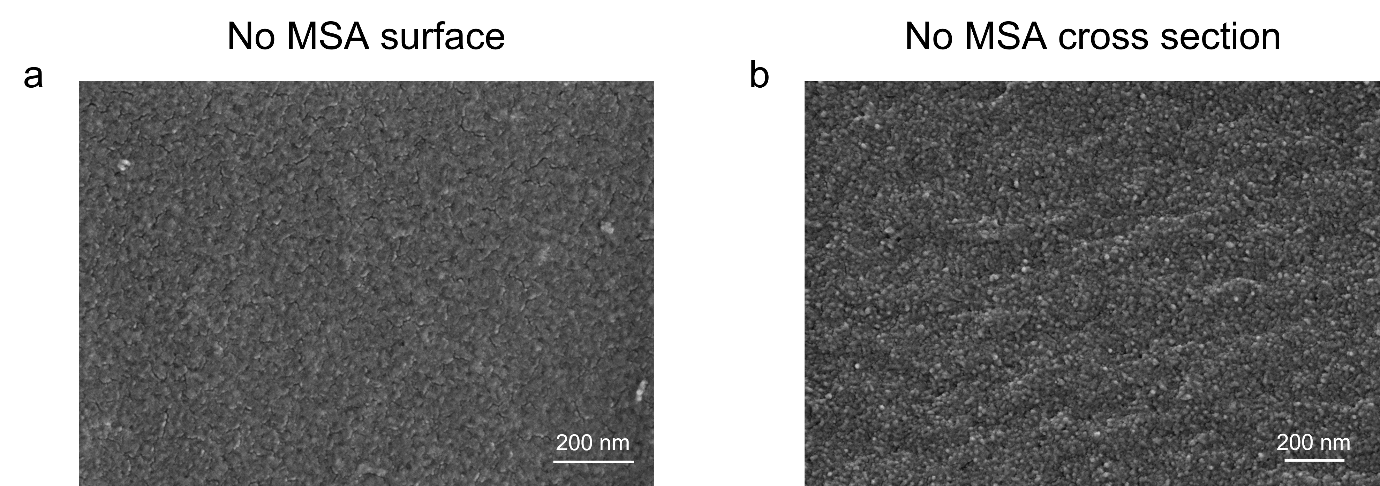 No MSA surface
No MSA cross section
a
b
200 nm
200 nm